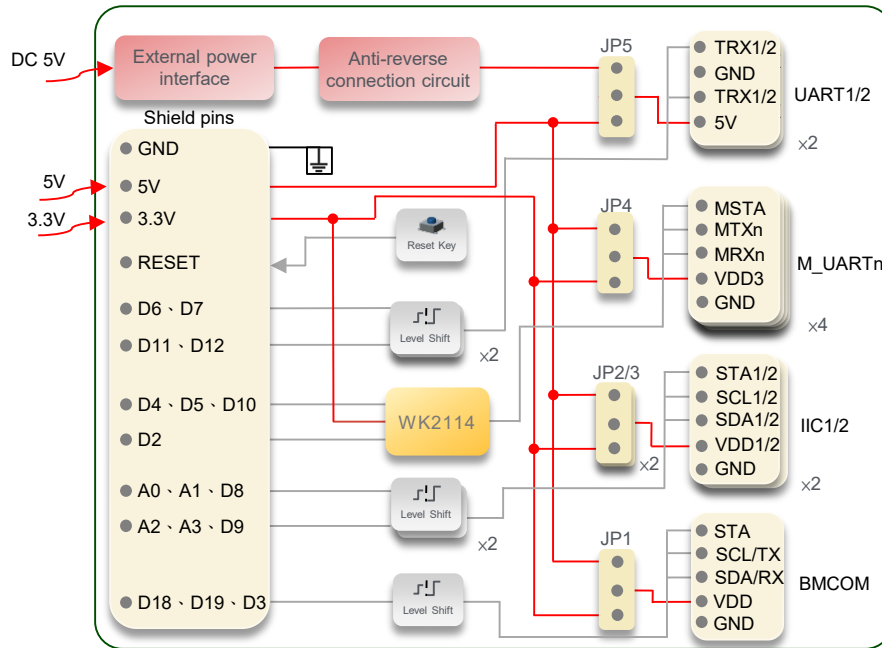 DC 5V
External power
interface
Anti-reverse
connection circuit
JP5
TRX1/2
GND
TRX1/2
5V
UART1/2
×2
Shield pins
GND
5V
3.3V
RESET
D6、D7
D11、D12
D4、D5、D10
D2
A0、A1、D8
A2、A3、D9
D18、D19、D3
5V
3.3V
Reset Key
Level Shift
×2
WK2114
Level Shift
×2
Level Shift
JP4
MSTA
MTXn
MRXn
VDD3
GND
M_UARTn
×4
JP2/3
×2
STA1/2
SCL1/2
SDA1/2
VDD1/2
GND
IIC1/2
×2
JP1
STA
SCL/TX
SDA/RX
VDD
GND
BMCOM